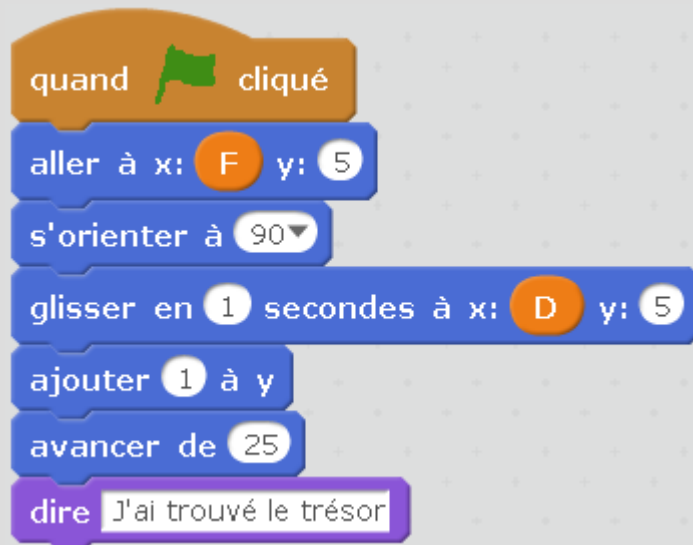 quand cliqué
aller à x: F y: 5
s'orienter à 90
glisser en 1 secondes à x: D y: 5
ajouter 1 à y
avancer de 25
dire J'ai trouvé le trésor